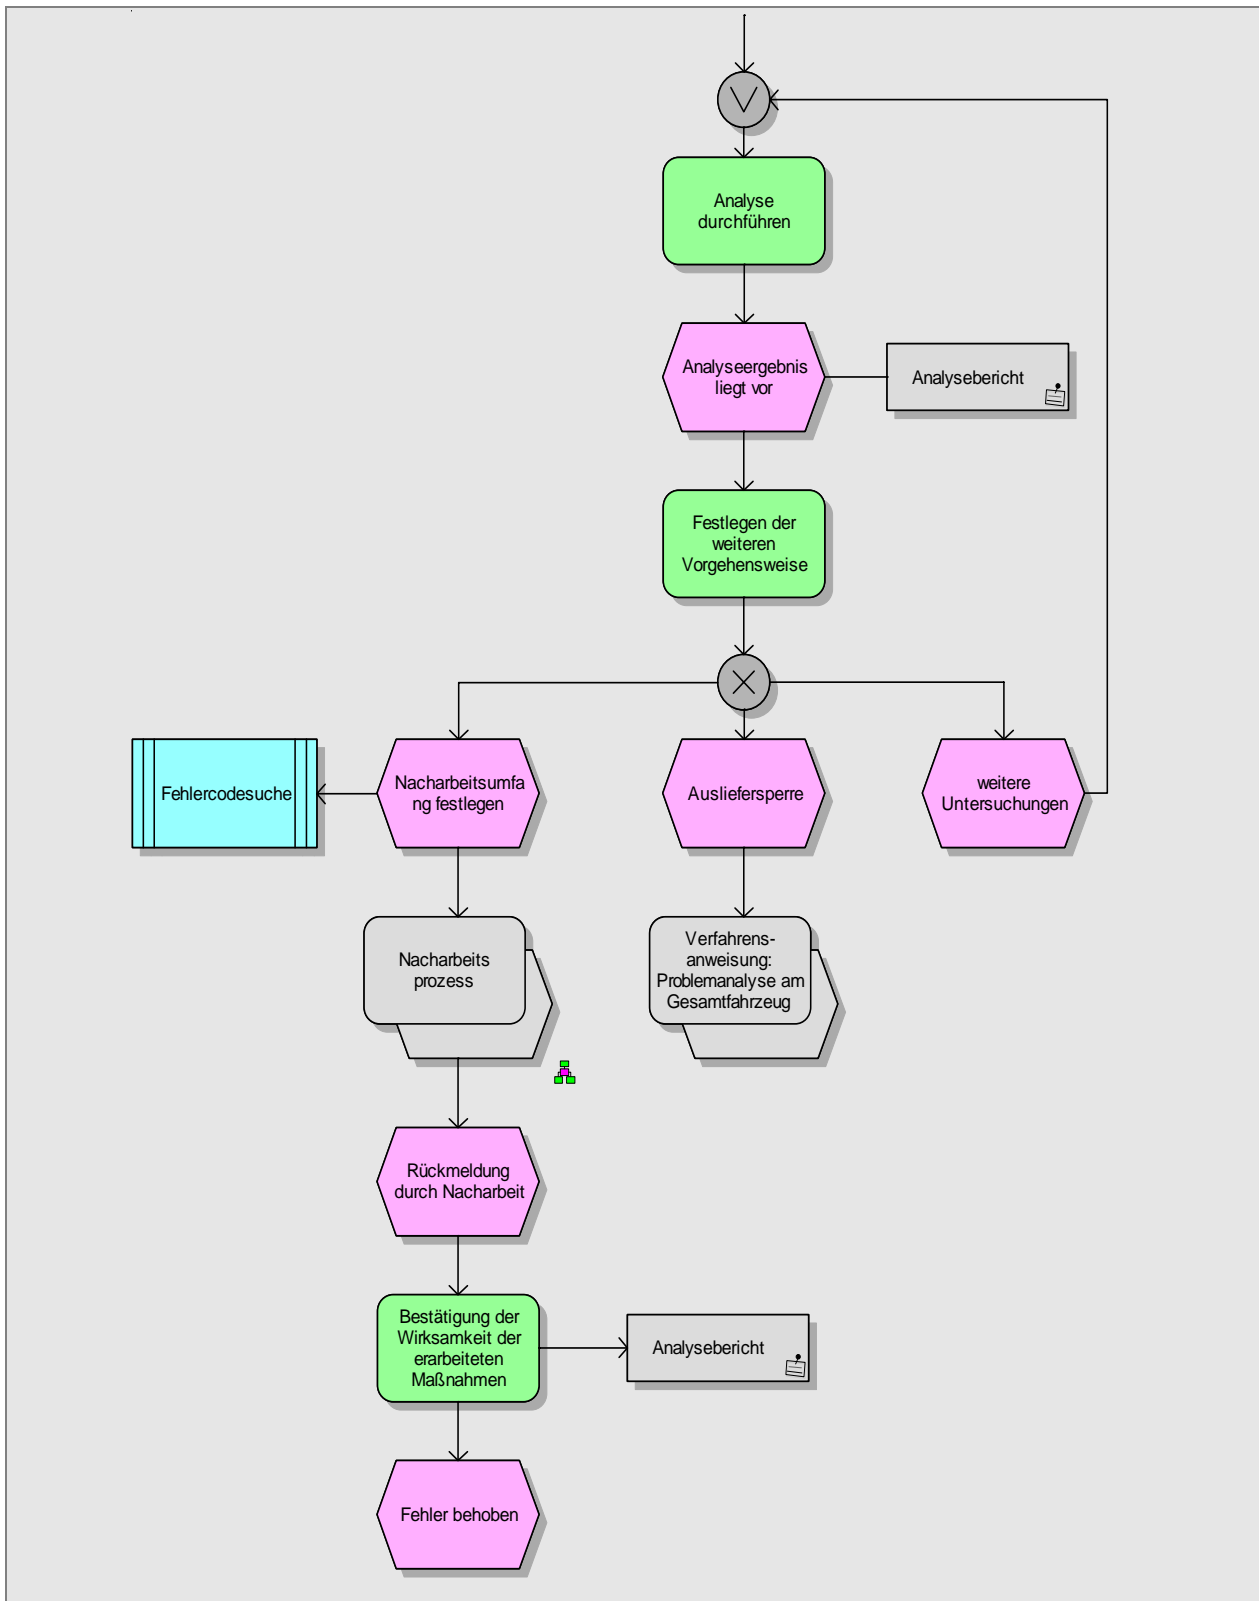 Analyse
durchführen
Analyseergebnis
liegt vor
Analysebericht
Festlegen der
weiteren
Vorgehensweise
Fehlercodesuche
Nacharbeitsumfa
ng festlegen
Ausliefersperre
weitere
Untersuchungen
Nacharbeits
prozess
Verfahrens-
anweisung:
Problemanalyse am
Gesamtfahrzeug
Rückmeldung
durch Nacharbeit
Bestätigung der
Wirksamkeit der
erarbeiteten
Maßnahmen
Analysebericht
Fehler behoben